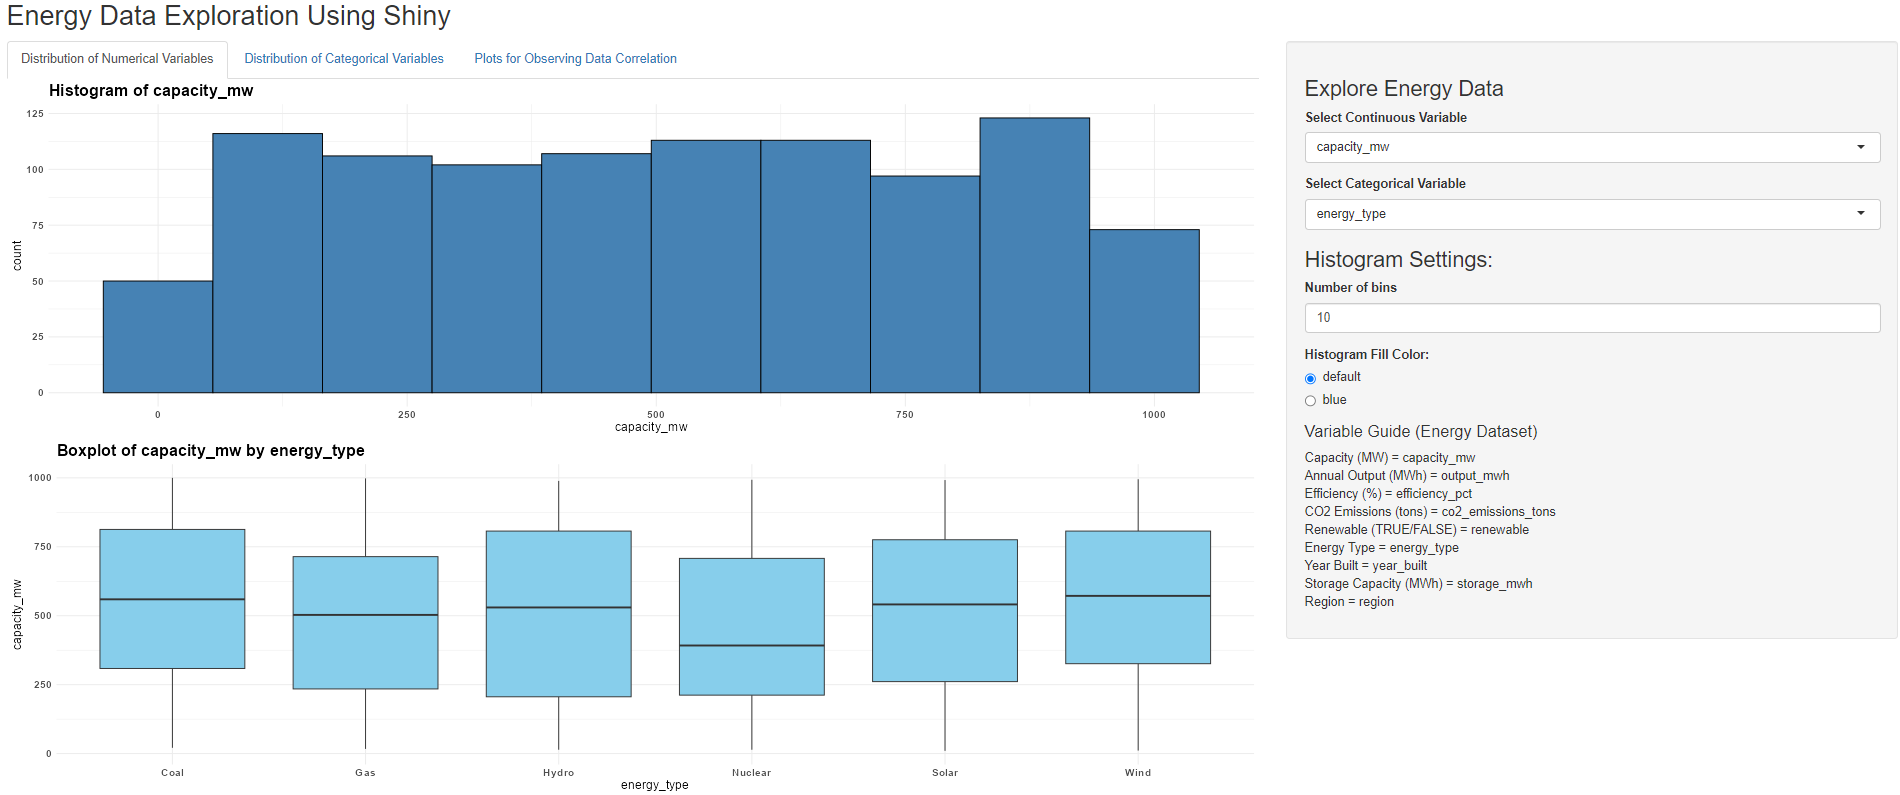 Energy Data Exploration Using Shiny
Distribution of Numerical Variables
Distribution of Categorical Variables
Plots for Observing Data Correlation
Histogram of capacity_mw
125
100
75
50
25
0
count
0 250 500 750 1000
capacity_mw
Boxplot of capacity_mw by energy_type
1000
750
500
250
0
capacity_mw
Coal Gas Hydro Nuclear Solar Wind
energy_type
Explore Energy Data
Select Continuous Variable
capacity_mw
Select Categorical Variable
energy_type
Histogram Settings:
Number of bins
10
Histogram Fill Color:
default
blue
Variable Guide (Energy Dataset)
Capacity (MW) = capacity_mw
Annual Output (MWh) = output_mwh
Efficiency (%) = efficiency_pct
CO2 Emissions (tons) = co2_emissions_tons
Renewable (TRUE/FALSE) = renewable
Energy Type = energy_type
Year Built = year_built
Storage Capacity (MWh) = storage_mwh
Region = region